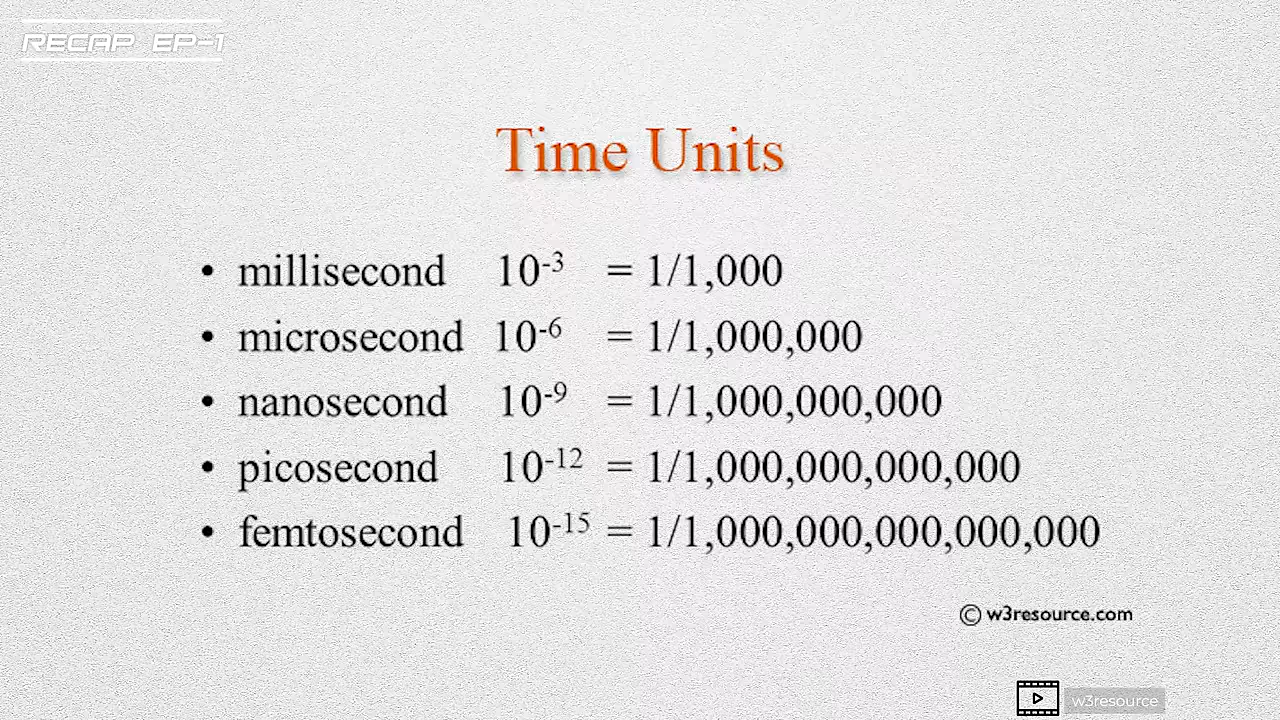 RECAP EP-1
Time Units
• millisecond 10⁻³ = 1/1,000
• microsecond 10⁻⁶ = 1/1,000,000
• nanosecond 10⁻⁹ = 1/1,000,000,000
• picosecond 10⁻¹² = 1/1,000,000,000,000
• femtosecond 10⁻¹⁵ = 1/1,000,000,000,000,000
© w3resource.com
w3resource